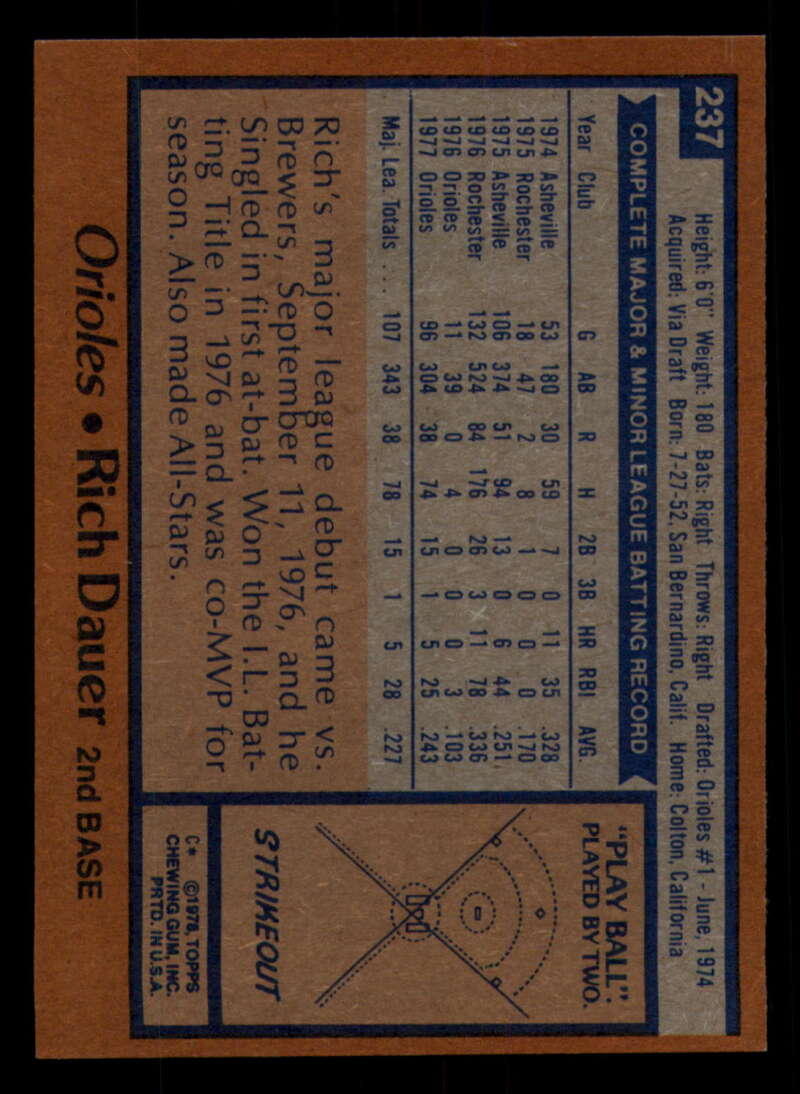 237
Height: 6'0" Weight: 180 Bats: Right Throws: Right Drafted: Orioles #1 - June, 1974
Acquired: Via Draft Born: 7-27-52, San Bernardino, Calif. Home: Colton, California
COMPLETE MAJOR & MINOR LEAGUE BATTING RECORD
Year Club G AB R H 2B 3B HR RBI AVG.
1974 Asheville 53 180 30 59 7 0 11 35 .328
1975 Rochester 18 47 2 8 1 0 0 0 .170
1975 Asheville 106 374 51 94 13 0 6 44 .251
1976 Rochester 132 524 84 176 26 3 11 78 .336
1976 Orioles 11 39 0 4 0 0 0 3 .103
1977 Orioles 96 304 38 74 15 1 5 25 .243
Maj. Lea. Totals ... 107 343 38 78 15 1 5 28 .227
Rich's major league debut came vs.
Brewers, September 11, 1976, and he
Singled in first at-bat. Won the I.L. Bat-
ting Title in 1976 and was co-MVP for
season. Also made All-Stars.
"PLAY BALL":
PLAYED BY TWO.
STRIKEOUT
C* ©1978, TOPPS
CHEWING GUM, INC.
PRTD. IN U.S.A.
Orioles • Rich Dauer 2nd BASE